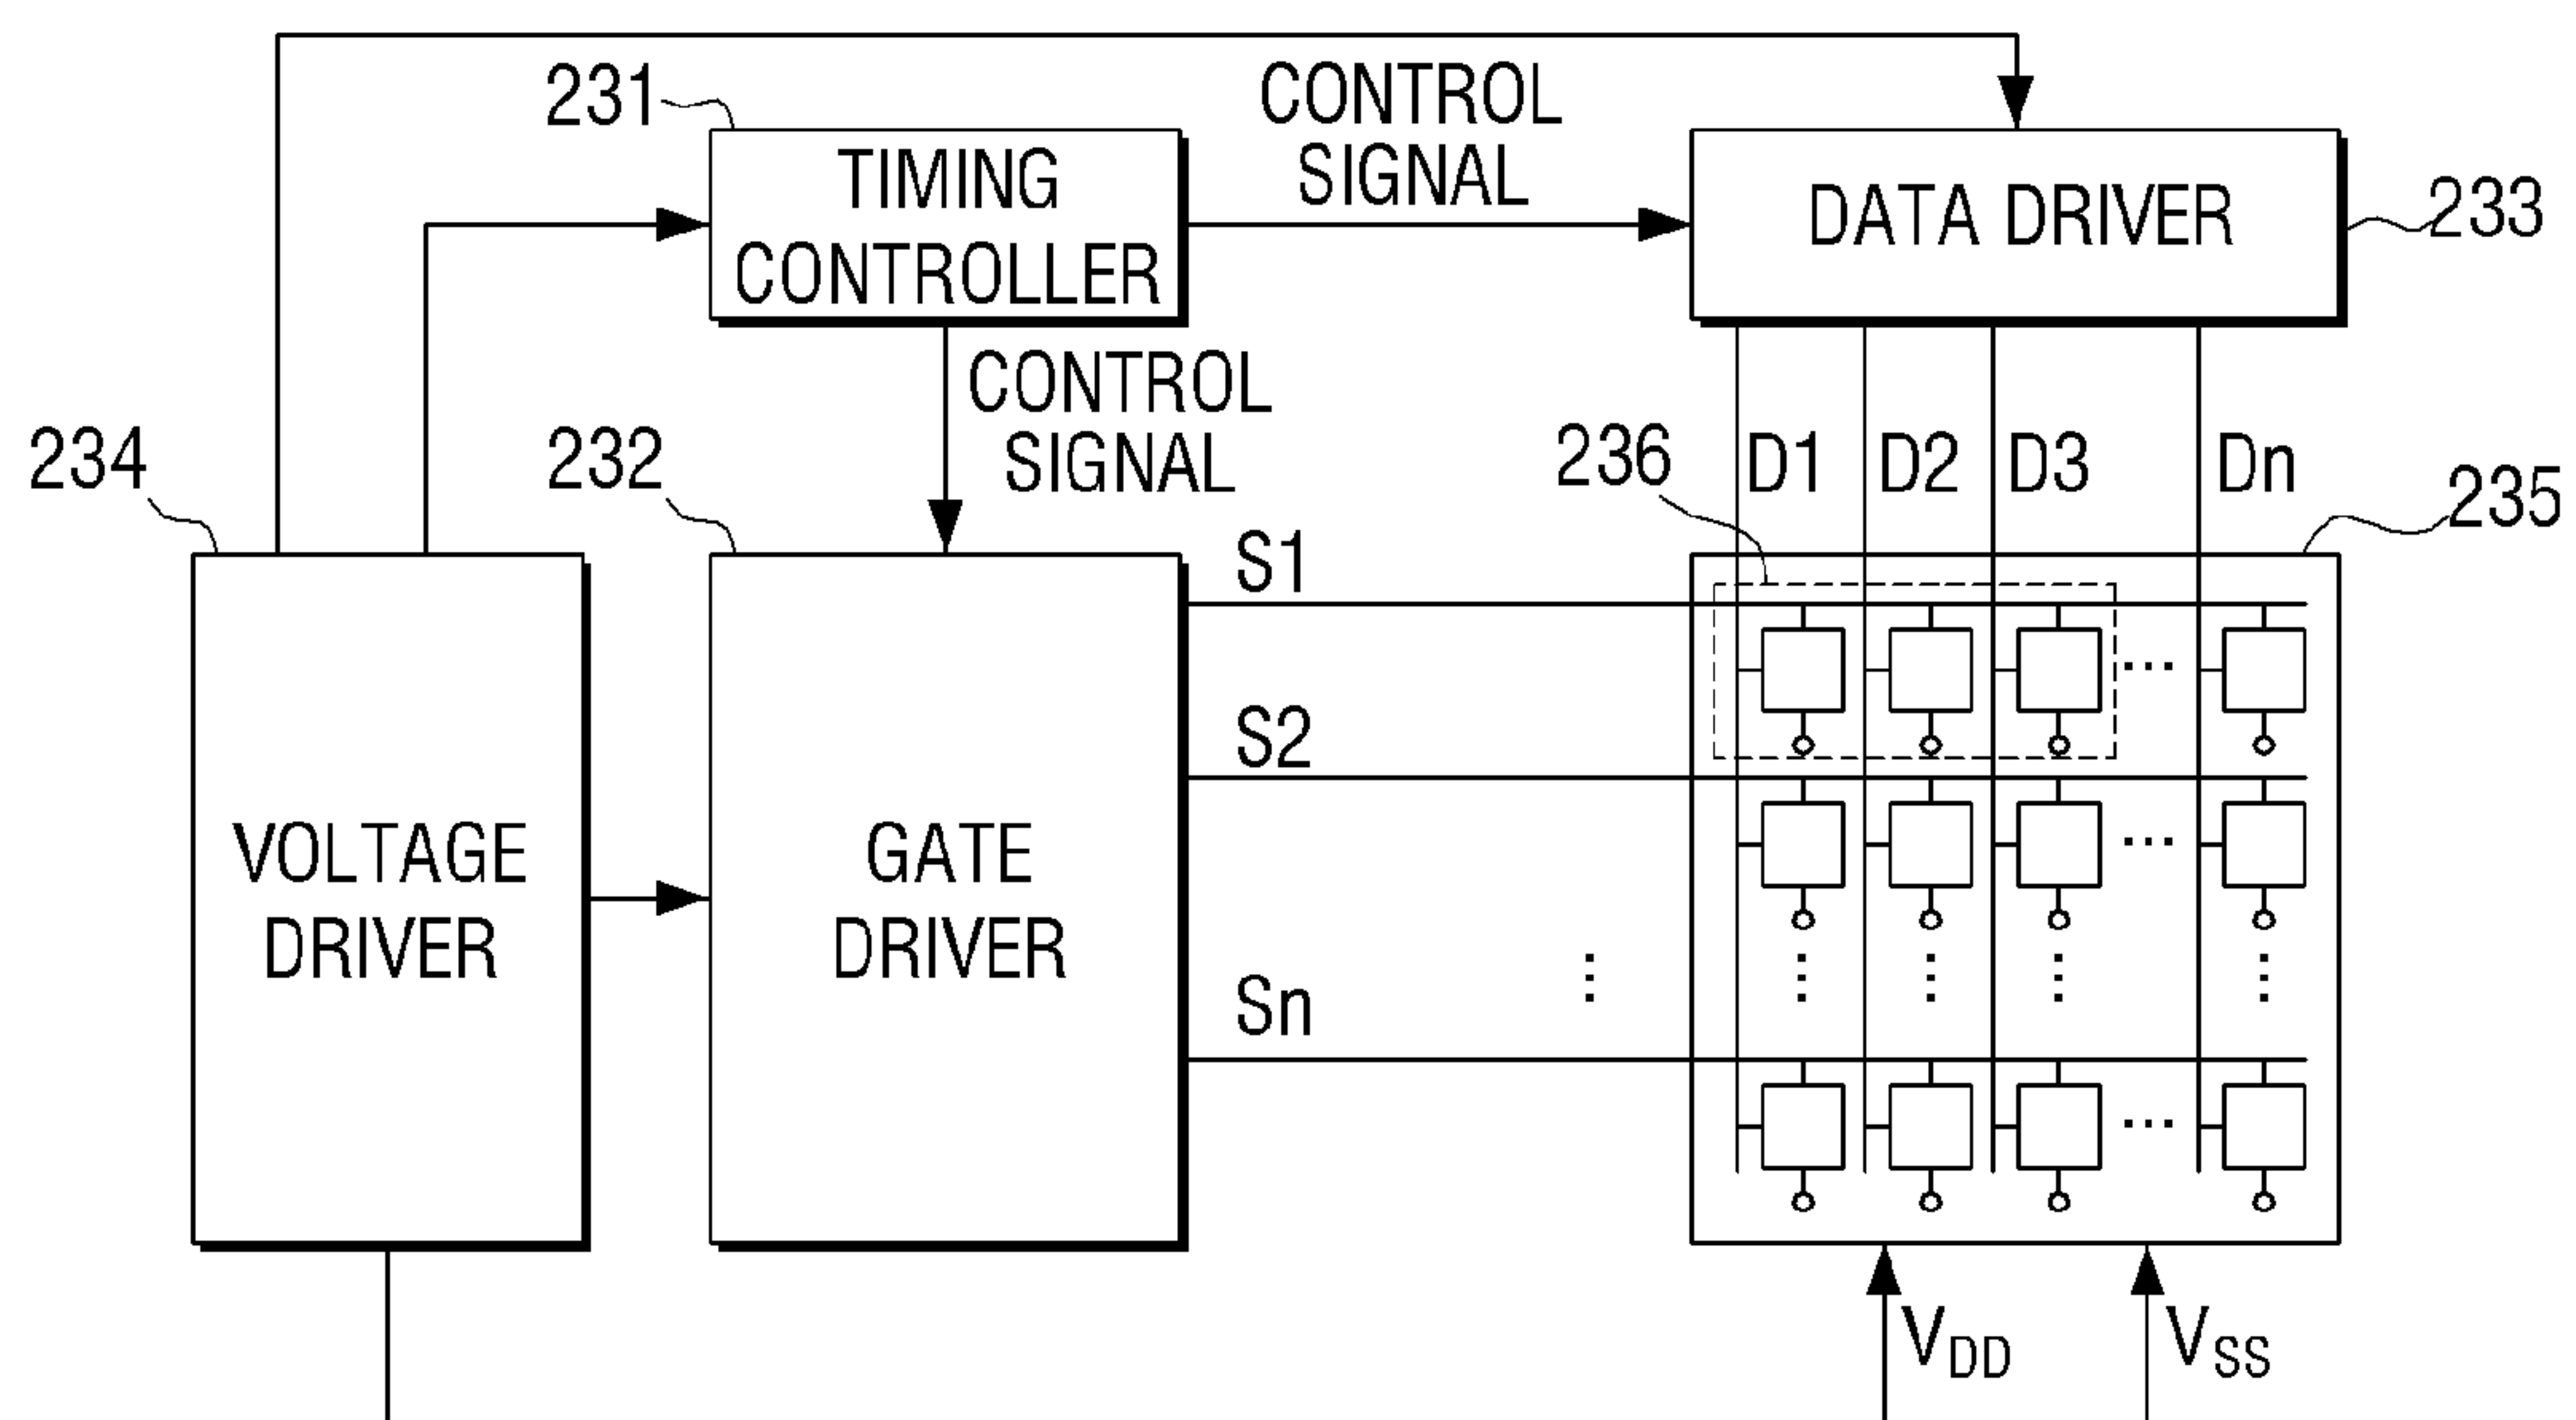 231
TIMING
CONTROLLER
CONTROL
SIGNAL
DATA DRIVER
233
CONTROL
SIGNAL
234
232
236
D1
D2
D3
Dn
235
S1
S2
Sn
VOLTAGE
DRIVER
GATE
DRIVER
VDD
VSS